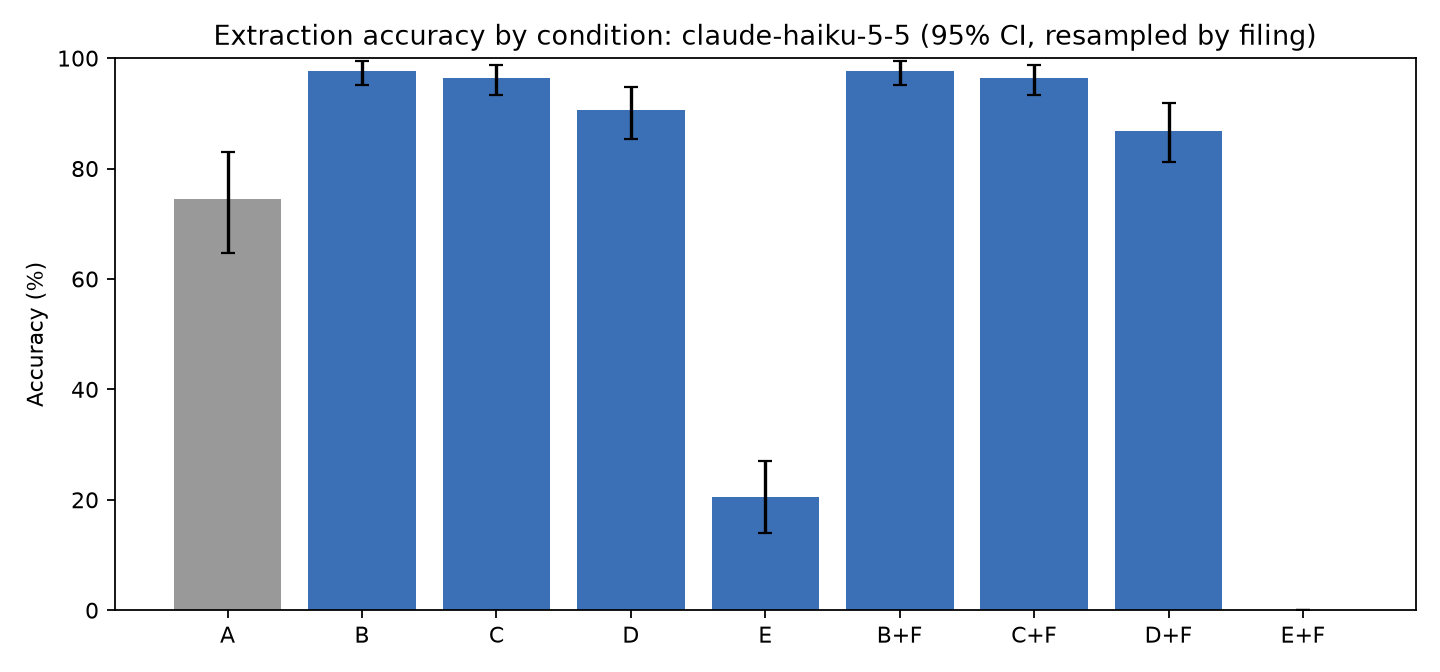 Extraction accuracy by condition: claude-haiku-5-5 (95% CI, resampled by filing)
Accuracy (%)
100
80
60
40
20
0
A B C D E B+F C+F D+F E+F